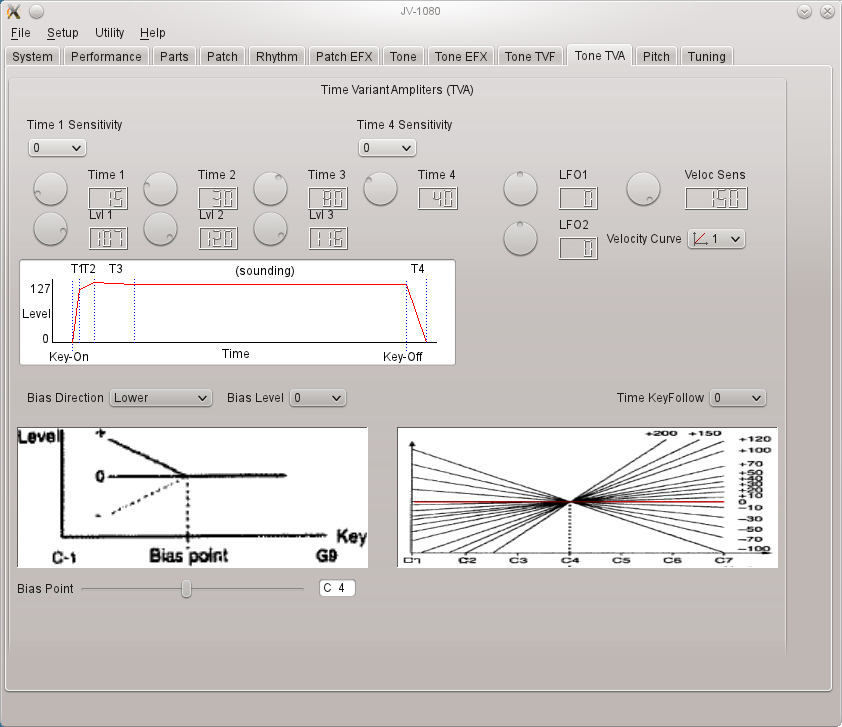 JV-1080
File Setup Utility Help
System Performance Parts Patch Rhythm Patch EFX Tone Tone EFX Tone TVF Tone TVA Pitch Tuning
Time Variant Ampliters (TVA)
Time 1 Sensitivity Time 4 Sensitivity
0 0
Time 1 Time 2 Time 3 Time 4 LFO1 Veloc Sens
15 30 80 40 0 150
Lvl 1 Lvl 2 Lvl 3 LFO2
107 120 116 0 Velocity Curve 1
T1 T2 T3 (sounding) T4
127
Level
0
Key-On Time Key-Off
Bias Direction Lower Bias Level 0 Time KeyFollow 0
Level +
0
-
Key
C-1 Bias point G9
+200 +150 +120
+100
+70
+50
+40
+30
+20
+10
0
-10
-30
-50
-70
-100
C1 C2 C3 C4 C5 C6 C7
Bias Point C 4